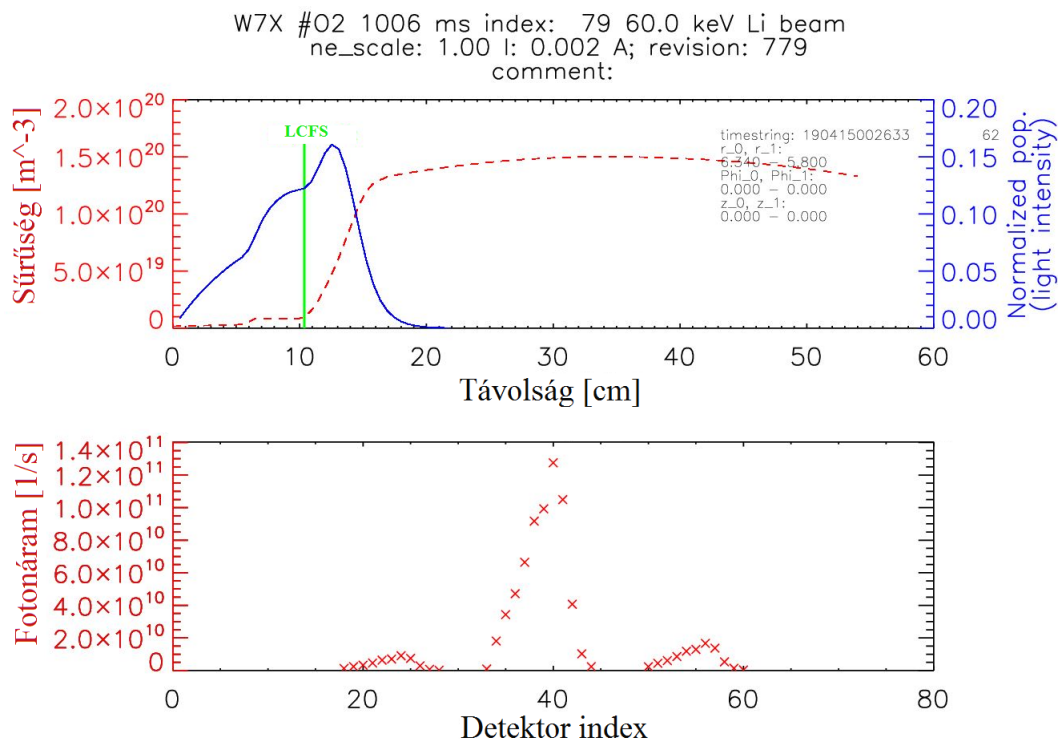 W7X #O2 1006 ms index: 79 60.0 keV Li beam
ne_scale: 1.00 I: 0.002 A; revision: 779
comment:
2.0×10^20
1.5×10^20
1.0×10^20
5.0×10^19
0
Sűrűség [m^-3]
LCFS
timestring: 190415002633 62
r_0, r_1:
6.340 – 5.800
Phi_0, Phi_1:
0.000 – 0.000
z_0, z_1:
0.000 – 0.000
0.20
0.15
0.10
0.05
0.00
Normalized pop.
(light intensity)
0 10 20 30 40 50 60
Távolság [cm]
1.4×10^11
1.2×10^11
1.0×10^11
8.0×10^10
6.0×10^10
4.0×10^10
2.0×10^10
0
Fotonáram [1/s]
0 20 40 60 80
Detektor index